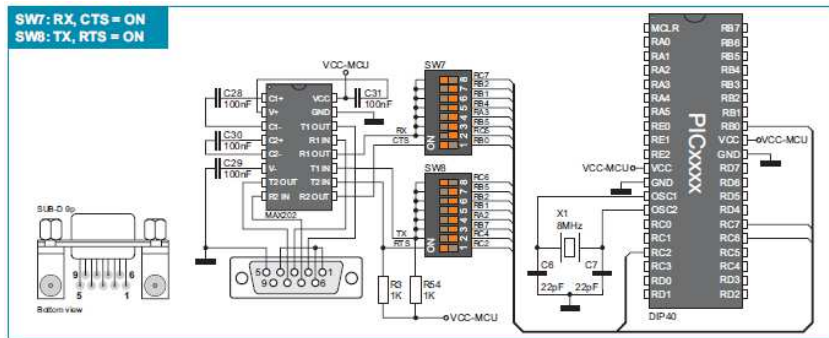 SW7: RX, CTS = ON
SW8: TX, RTS = ON
VCC-MCU
C28
100nF
C31
100nF
C30
100nF
C29
100nF
C1+
V+
C1-
C2+
C2-
V-
T2 OUT
R2 IN
VCC
GND
T1 OUT
R1 IN
R1 OUT
T1 IN
T2 IN
R2 OUT
MAX202
RX
CTS
SW7
ON
8
7
6
5
4
3
2
1
RC7
RB2
RB1
RB4
RA3
RB5
RC5
RB0
TX
RTS
SW8
ON
8
7
6
5
4
3
2
1
RC6
RB5
RB2
RB1
RA2
RB7
RC4
RC2
SUB-D 9p
9
6
5
1
Bottom view
5
1
9
6
R3
1K
R54
1K
VCC-MCU
X1
8MHz
C6
C7
22pF
22pF
VCC-MCU
MCLR
RA0
RA1
RA2
RA3
RA4
RA5
RE0
RE1
RE2
VCC
GND
OSC1
OSC2
RC0
RC1
RC2
RC3
RD0
RD1
PICxxxx
RB7
RB6
RB5
RB4
RB3
RB2
RB1
RB0
VCC
GND
RD7
RD6
RD5
RD4
RC7
RC6
RC5
RC4
RD3
RD2
VCC-MCU
DIP40